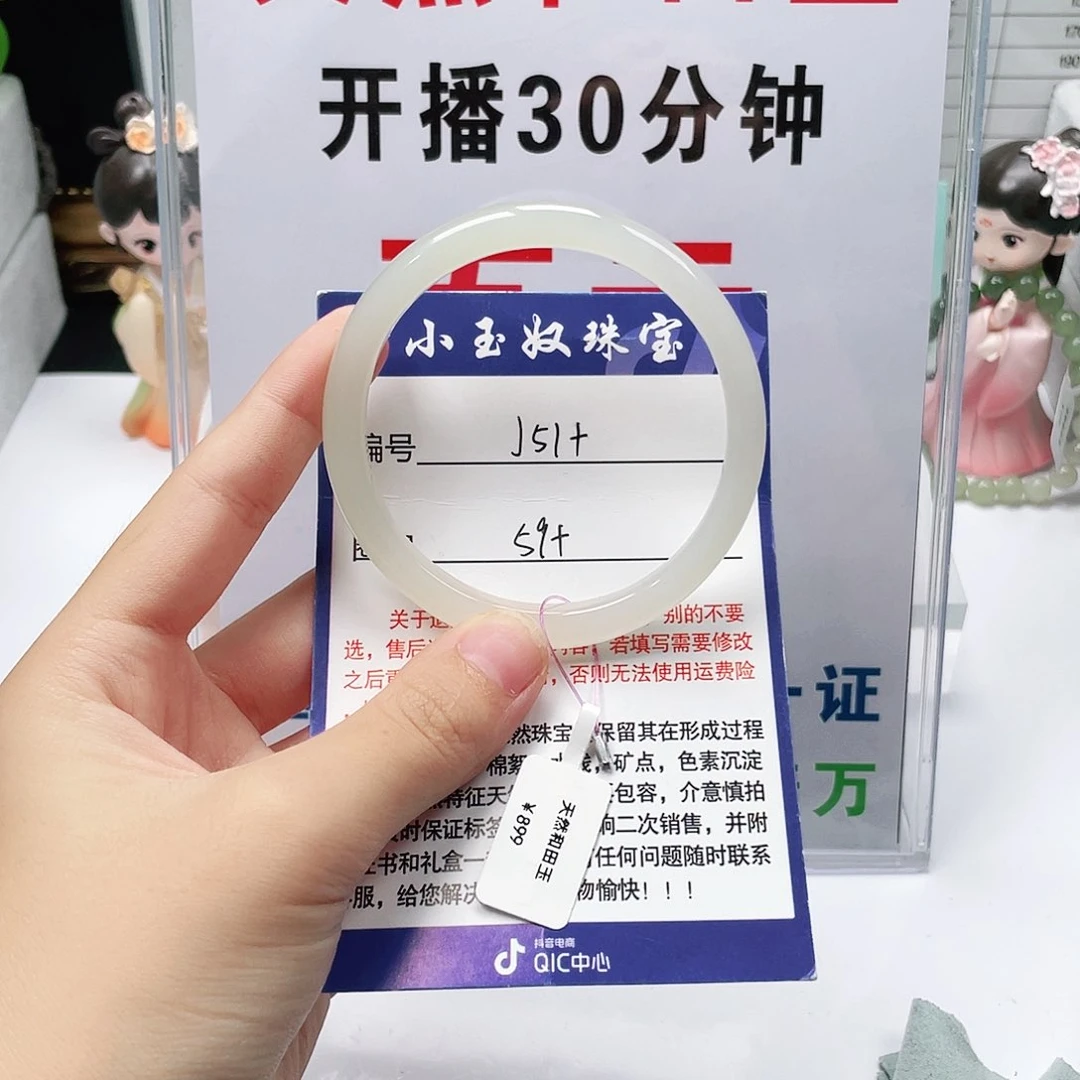 开播30分钟
小玉奴珠宝
编号 J51+
59+
别的不要
选，售后 若填写需要修改
之后 否则无法使用运费险
然珠宝 保留其在形成过程
棉絮 矿点，色素沉淀
特征天 包容，介意慎拍
时保证标签 响二次销售，并附
证书和礼盒一 任何问题随时联系
服，给您解决 物愉快！！！
天然和田玉
¥899
抖音电商
QIC中心
证
万
190